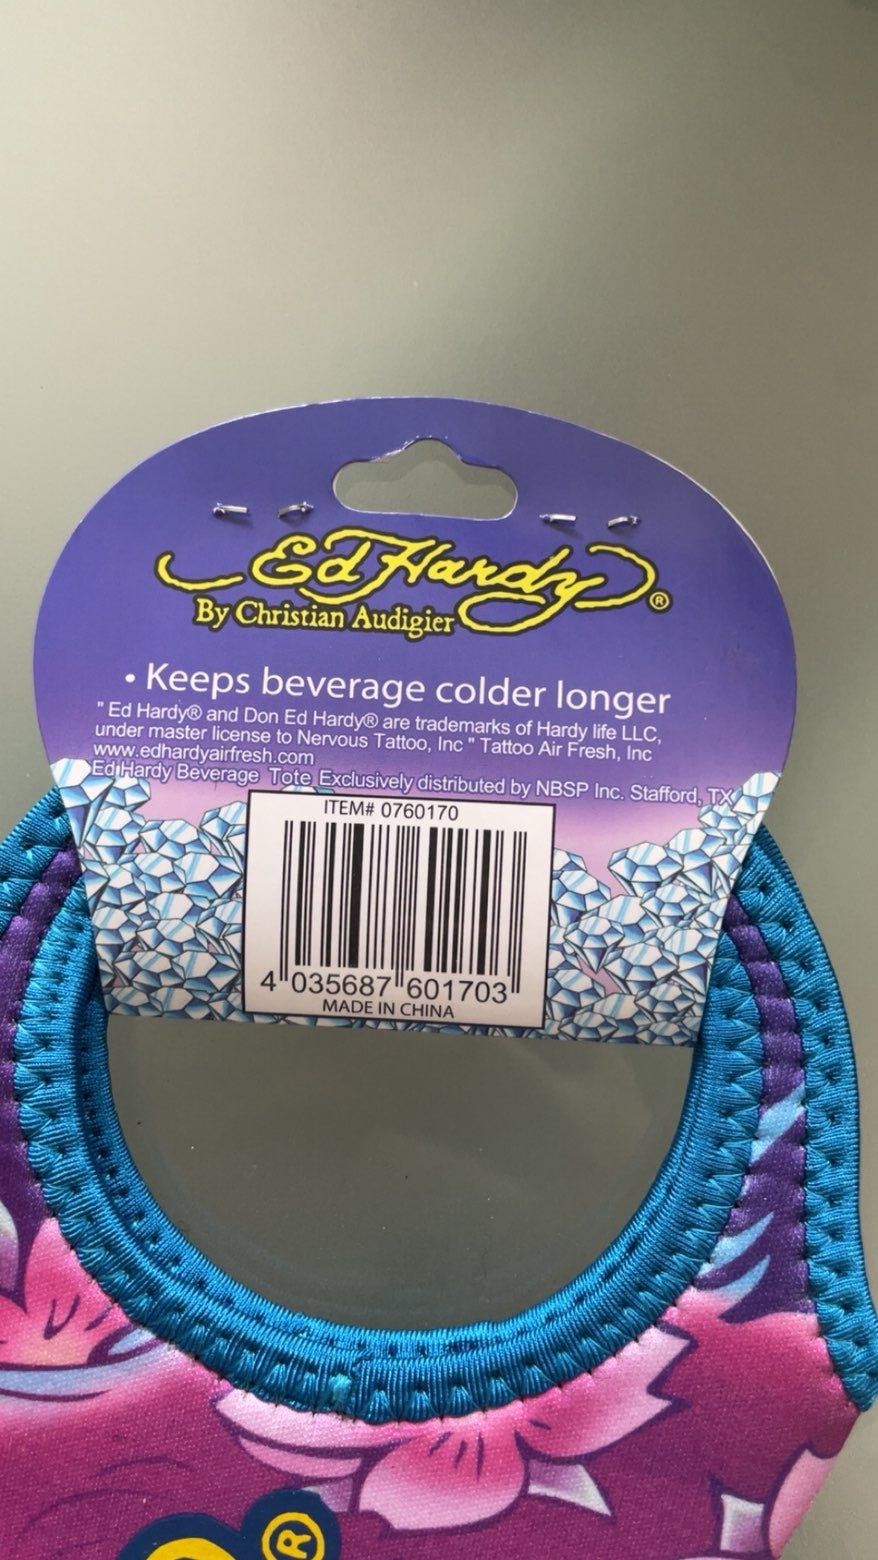 Ed Hardy®
By Christian Audigier
• Keeps beverage colder longer
" Ed Hardy® and Don Ed Hardy® are trademarks of Hardy life LLC,
under master license to Nervous Tattoo, Inc " Tattoo Air Fresh, Inc
www.edhardyairfresh.com
Ed Hardy Beverage Tote Exclusively distributed by NBSP Inc. Stafford, TX
ITEM# 0760170
4 035687 601703
MADE IN CHINA
®